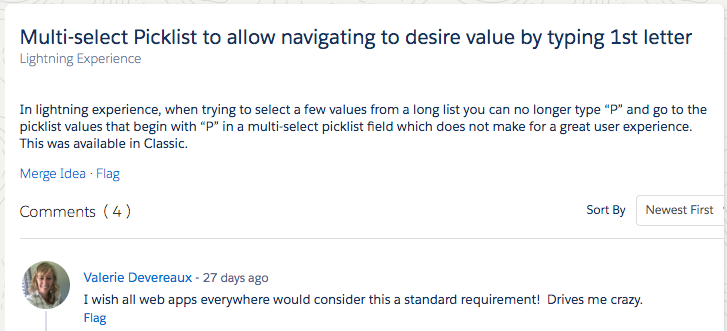 Multi-select Picklist to allow navigating to desire value by typing 1st letter
Lightning Experience
In lightning experience, when trying to select a few values from a long list you can no longer type “P” and go to the
picklist values that begin with “P” in a multi-select picklist field which does not make for a great user experience.
This was available in Classic.
Merge Idea · Flag
Comments ( 4 )
Sort By Newest First
Valerie Devereaux - 27 days ago
I wish all web apps everywhere would consider this a standard requirement! Drives me crazy.
Flag